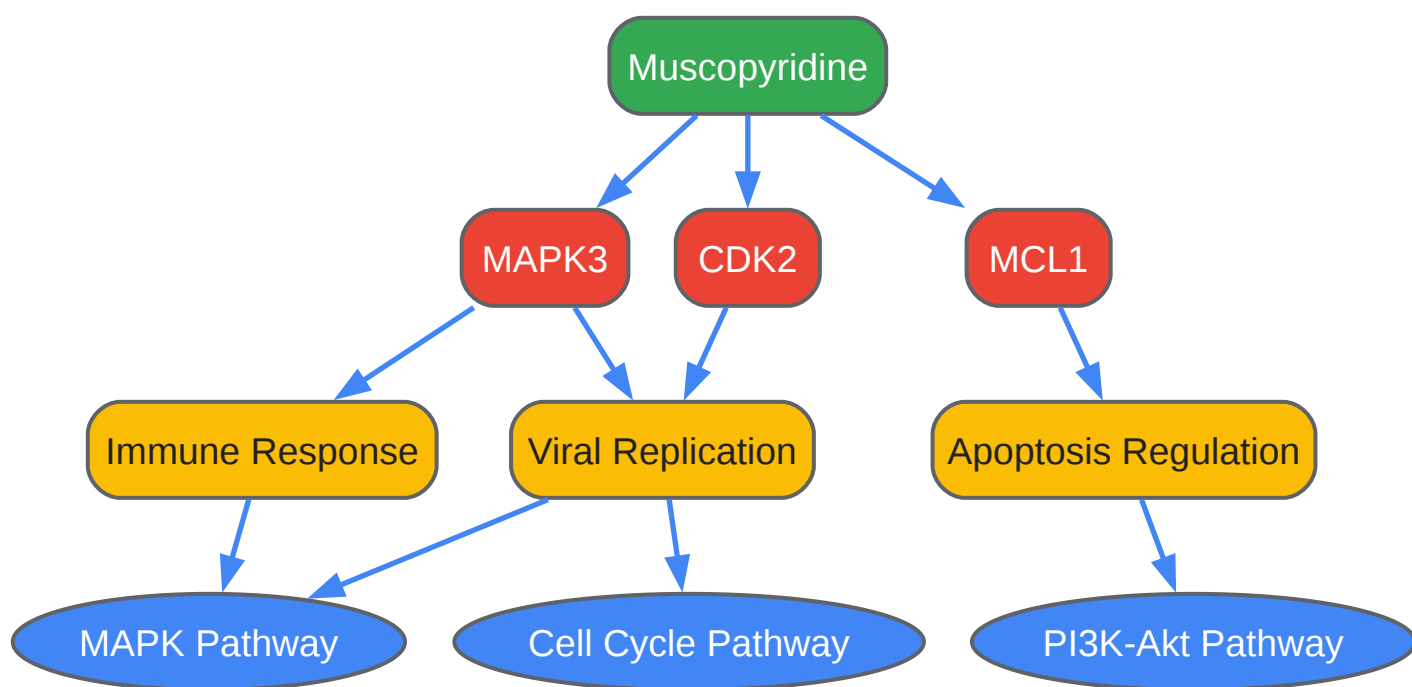 Muscopyridine
MAPK3
CDK2
MCL1
Immune Response
Viral Replication
Apoptosis Regulation
MAPK Pathway
Cell Cycle Pathway
PI3K-Akt Pathway